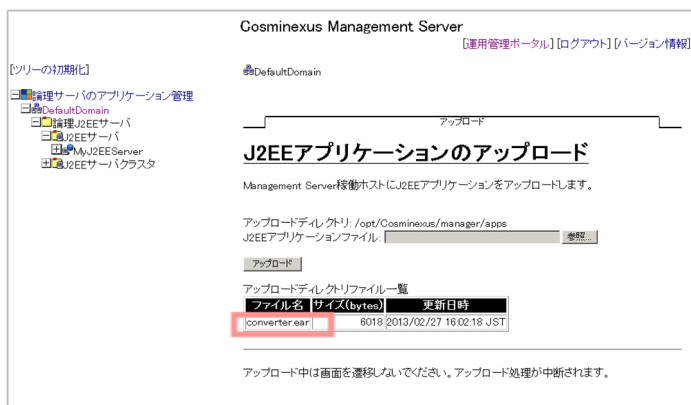 Cosminexus Management Server
[運用管理ポータル] [ログアウト] [バージョン情報]
[ツリーの初期化]
論理サーバのアプリケーション管理
DefaultDomain
論理J2EEサーバ
J2EEサーバ
MyJ2EEServer
J2EEサーバクラスタ
DefaultDomain
アップロード
J2EEアプリケーションのアップロード
Management Server稼働ホストにJ2EEアプリケーションをアップロードします。
アップロードディレクトリ: /opt/Cosminexus/manager/apps
J2EEアプリケーションファイル: 参照...
アップロード
アップロードディレクトリファイル一覧
ファイル名 サイズ(bytes) 更新日時
converter.ear 6018 2013/02/27 16:02:18 JST
アップロード中は画面を遷移しないでください。アップロード処理が中断されます。